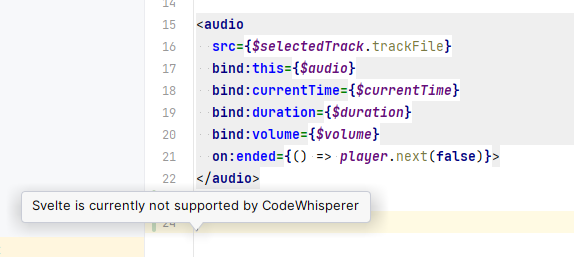 14
15 <audio
16 src={$selectedTrack.trackFile}
17 bind:this={$audio}
18 bind:currentTime={$currentTime}
19 bind:duration={$duration}
20 bind:volume={$volume}
21 on:ended={() => player.next(false)}>
22 </audio>
Svelte is currently not supported by CodeWhisperer
24